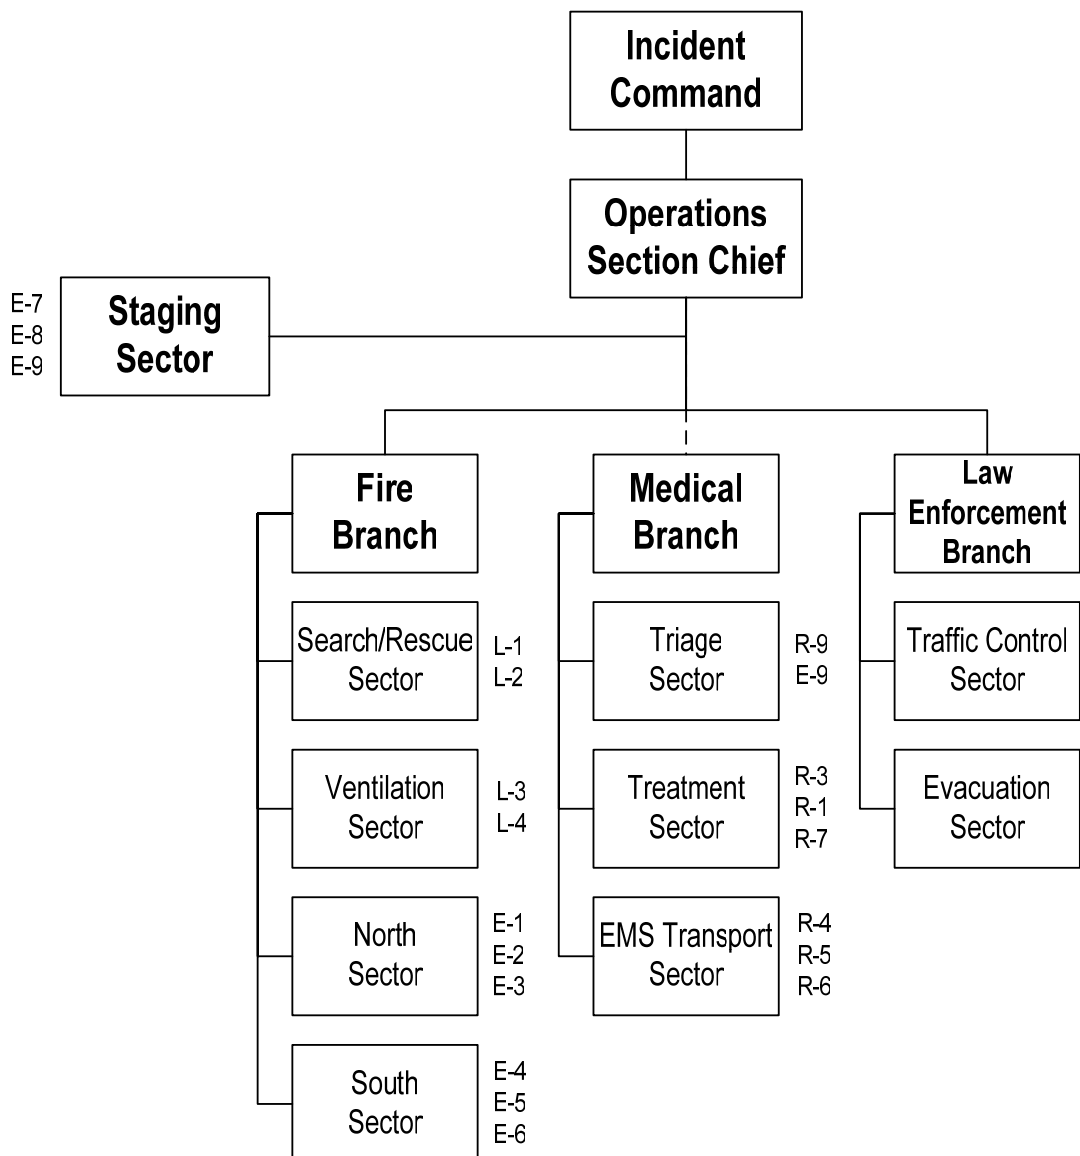 Incident
Command
Operations
Section Chief
E-7
E-8
E-9
Staging
Sector
Fire
Branch
Medical
Branch
Law
Enforcement
Branch
Search/Rescue
Sector
L-1
L-2
Triage
Sector
R-9
E-9
Traffic Control
Sector
Ventilation
Sector
L-3
L-4
Treatment
Sector
R-3
R-1
R-7
Evacuation
Sector
North
Sector
E-1
E-2
E-3
EMS Transport
Sector
R-4
R-5
R-6
South
Sector
E-4
E-5
E-6